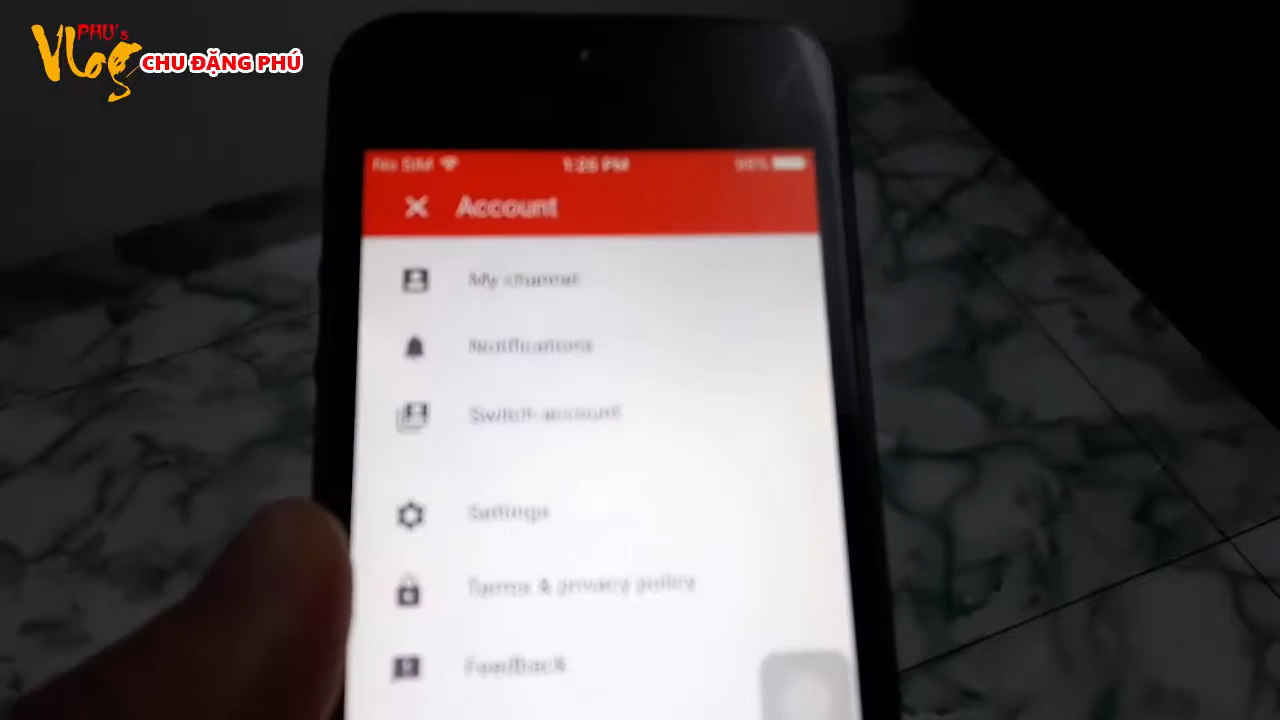 PHU's
Vlog
CHU ĐẶNG PHÚ
No SIM 1:26 PM 98%
Account
My channel
Notifications
Switch account
Settings
Terms & privacy policy
Feedback